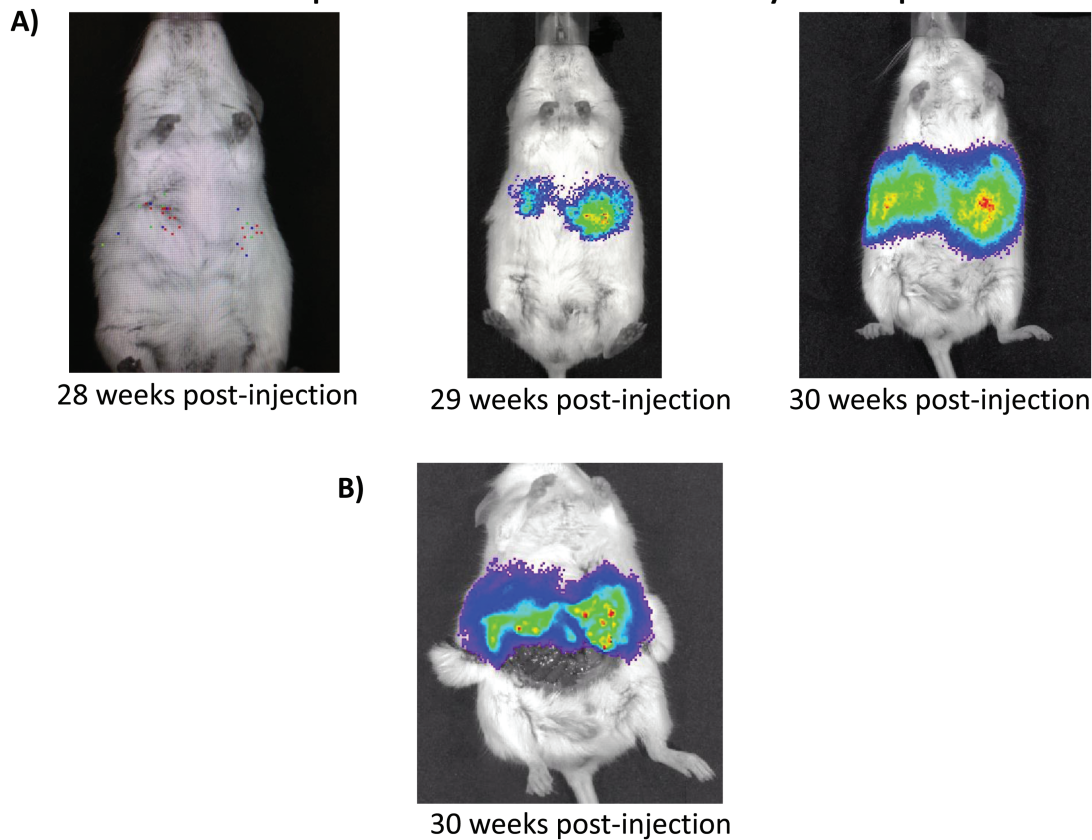 A)
28 weeks post-injection
29 weeks post-injection
30 weeks post-injection
B)
30 weeks post-injection